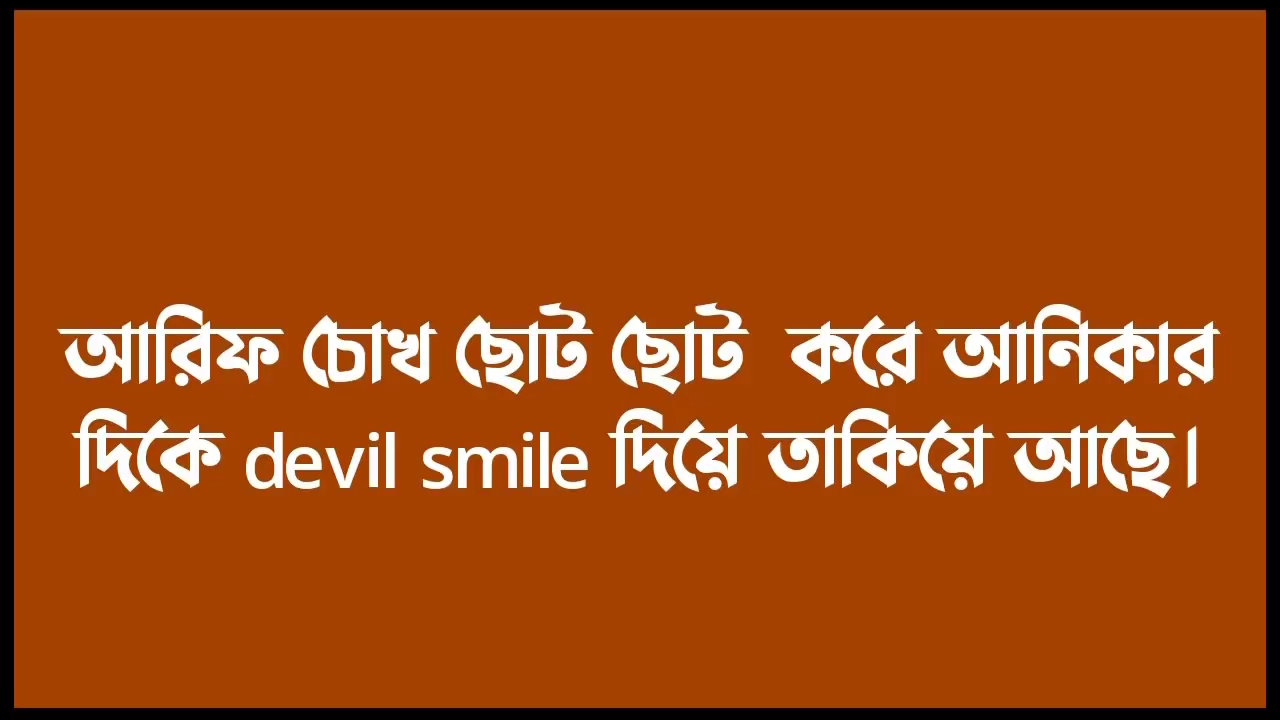 আরিফ চোখ ছোট ছোট করে আনিকার
দিকে devil smile দিয়ে তাকিয়ে আছে।